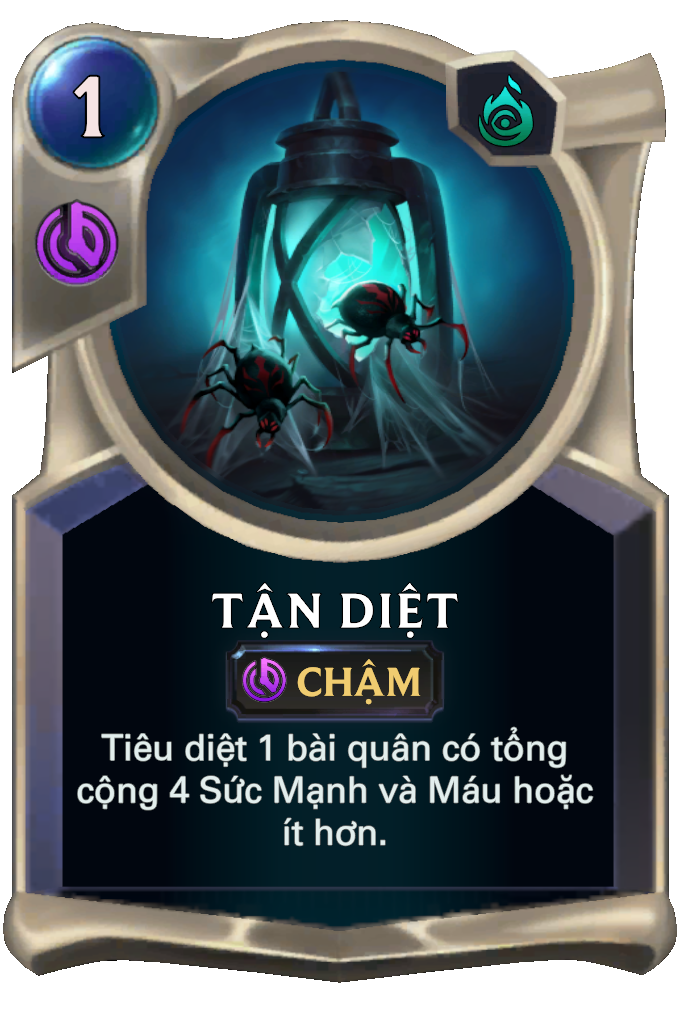 1
TẬN DIỆT
CHẬM
Tiêu diệt 1 bài quân có tổng
cộng 4 Sức Mạnh và Máu hoặc
ít hơn.